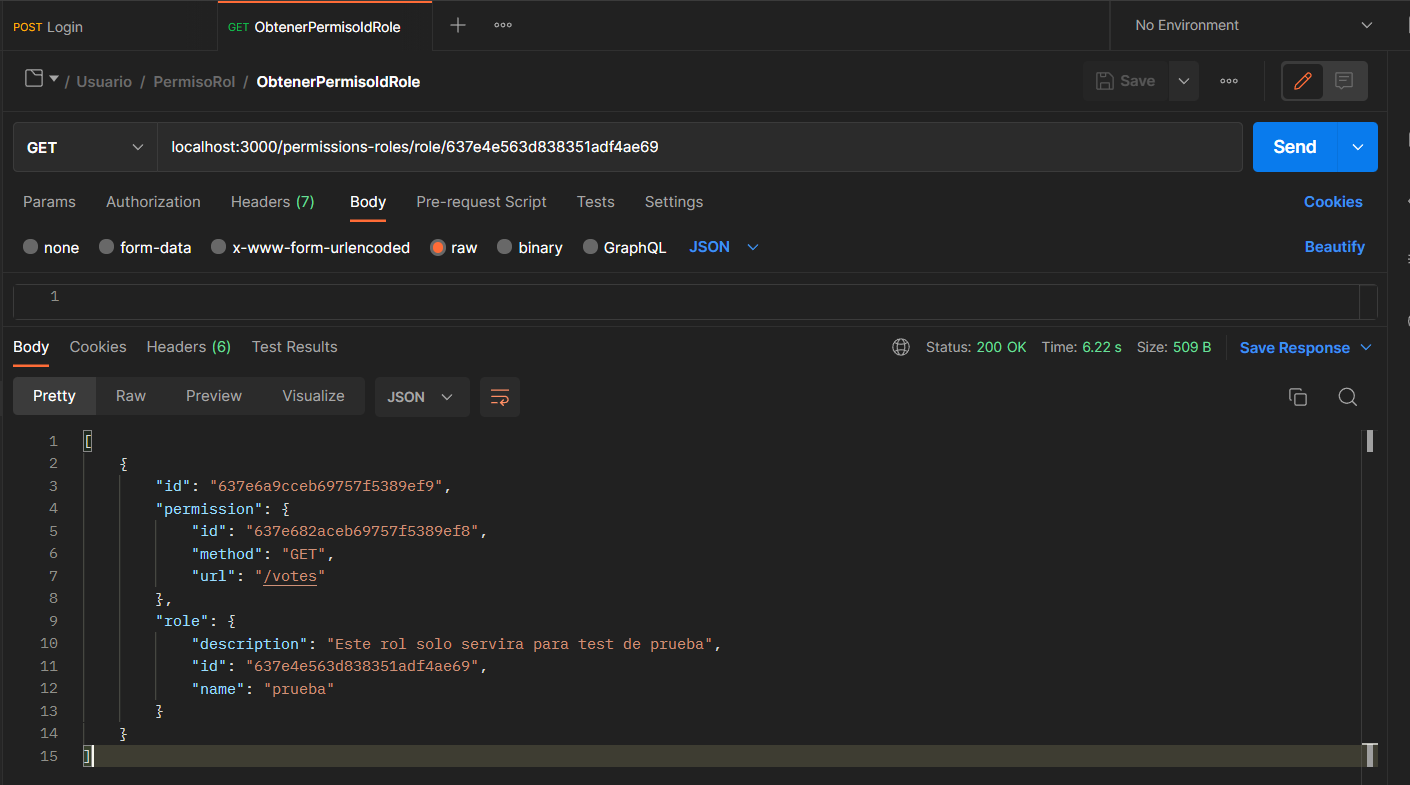 POST Login
GET ObtenerPermisoIdRole
No Environment
/ Usuario / PermisoRol / ObtenerPermisoIdRole
Save
GET
localhost:3000/permissions-roles/role/637e4e563d838351adf4ae69
Send
Params Authorization Headers (7) Body Pre-request Script Tests Settings Cookies
none form-data x-www-form-urlencoded raw binary GraphQL JSON Beautify
1
Body Cookies Headers (6) Test Results Status: 200 OK Time: 6.22 s Size: 509 B Save Response
Pretty Raw Preview Visualize JSON
1 [
2 {
3 "id": "637e6a9cceb69757f5389ef9",
4 "permission": {
5 "id": "637e682aceb69757f5389ef8",
6 "method": "GET",
7 "url": "/votes"
8 },
9 "role": {
10 "description": "Este rol solo servira para test de prueba",
11 "id": "637e4e563d838351adf4ae69",
12 "name": "prueba"
13 }
14 }
15 ]